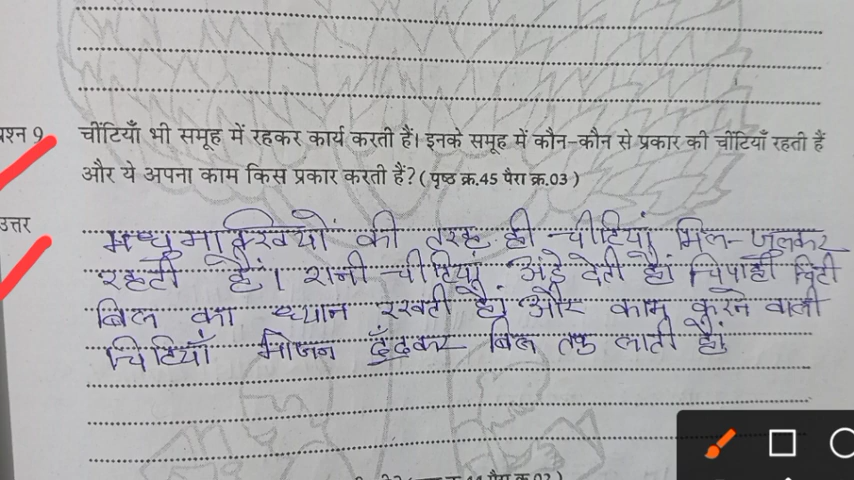 प्रश्न 9 चींटियाँ भी समूह में रहकर कार्य करती हैं। इनके समूह में कौन-कौन से प्रकार की चींटियाँ रहती हैं
और ये अपना काम किस प्रकार करती हैं? ( पृष्ठ क्र.45 पैरा क्र.03 )
उत्तर
मधुमाक्खियों की तरह ही चीटियां मिल-जुलकर
रहती हैं। रानी चीटियां अंडे देती हैं। सिपाही चिटी
बिल का ध्यान रखती हैं। और काम करने वाली
चिटियाँ भोजन ढूँढकर बिल तक लाती हैं।